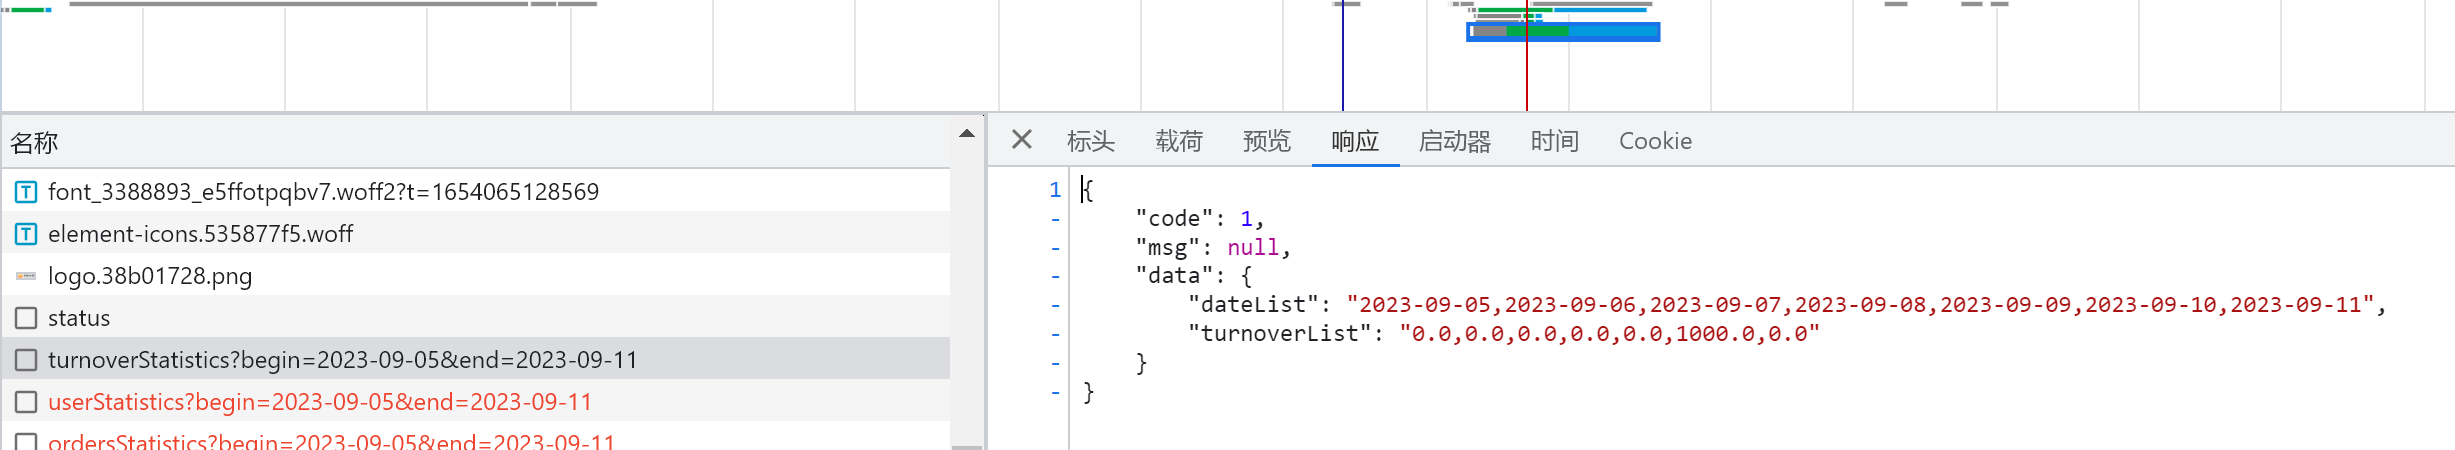 名称
font_3388893_e5ffotpqbv7.woff2?t=1654065128569
element-icons.535877f5.woff
logo.38b01728.png
status
turnoverStatistics?begin=2023-09-05&end=2023-09-11
userStatistics?begin=2023-09-05&end=2023-09-11
ordersStatistics?begin=2023-09-05&end=2023-09-11
标头 载荷 预览 响应 启动器 时间 Cookie
1 {
- "code": 1,
- "msg": null,
- "data": {
- "dateList": "2023-09-05,2023-09-06,2023-09-07,2023-09-08,2023-09-09,2023-09-10,2023-09-11",
- "turnoverList": "0.0,0.0,0.0,0.0,0.0,1000.0,0.0"
- }
- }